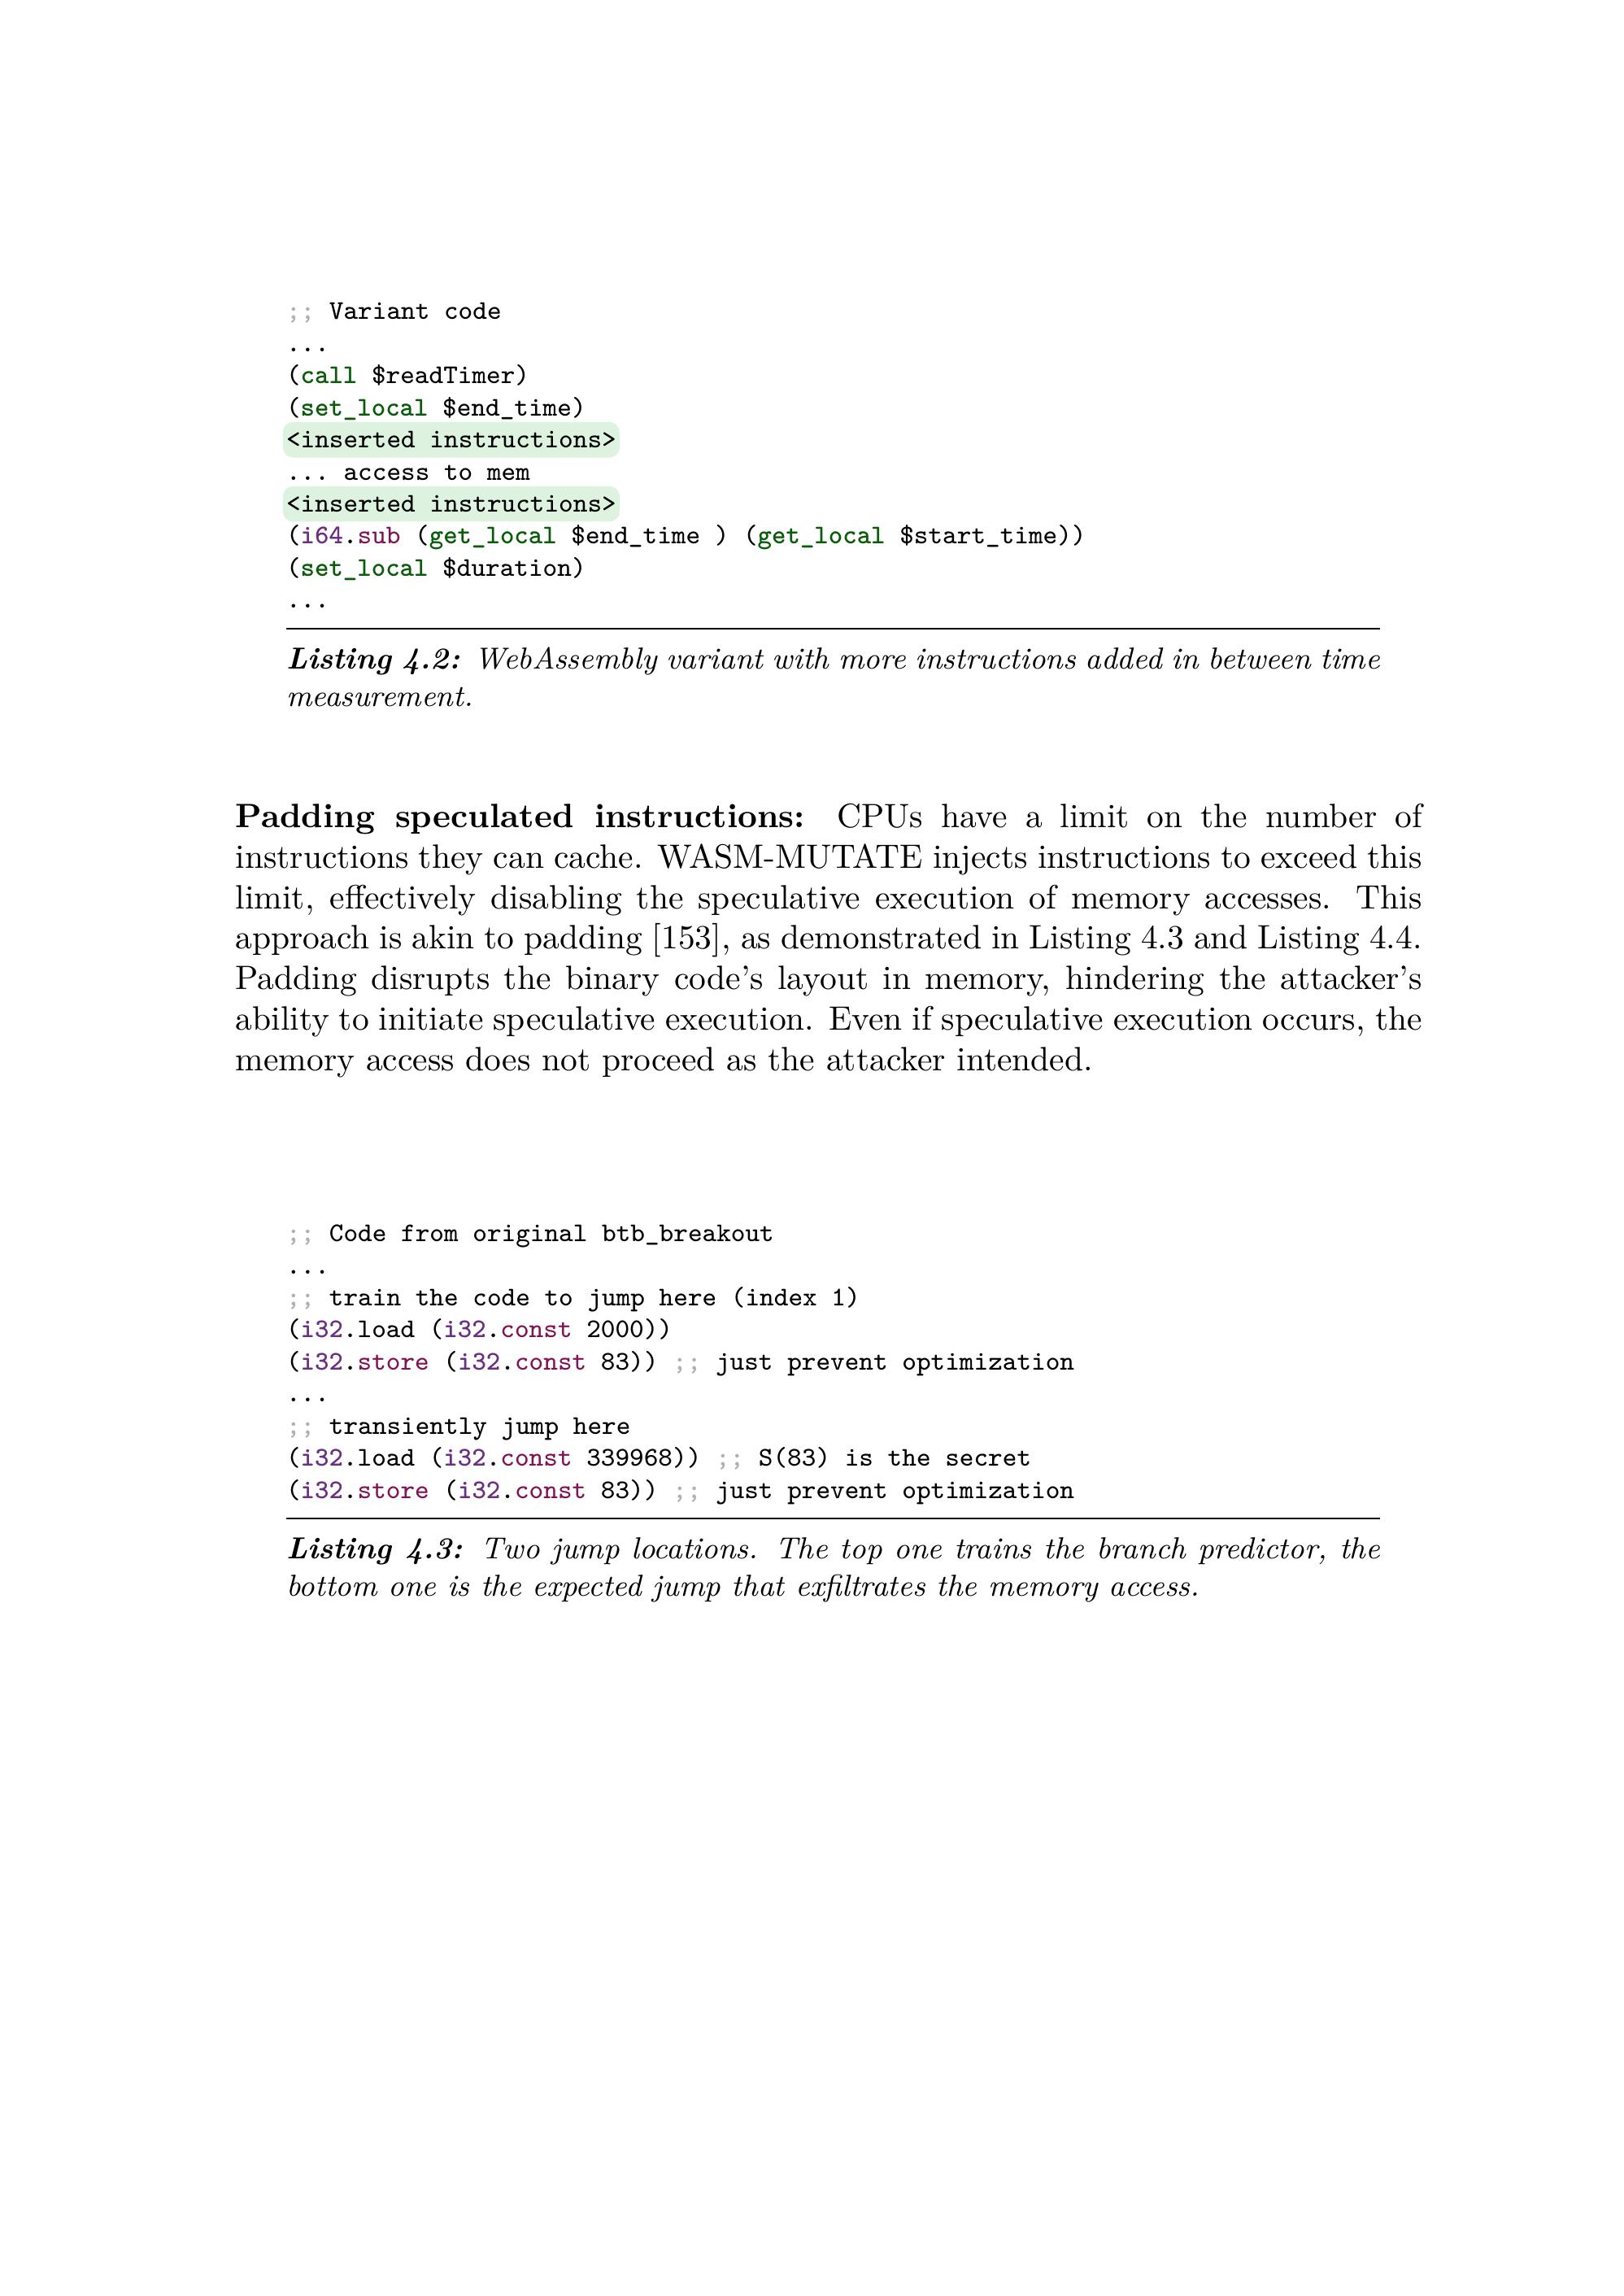 ;; Variant code
...
(call $readTimer)
(set_local $end_time)
<inserted instructions>
... access to mem
<inserted instructions>
(i64.sub (get_local $end_time ) (get_local $start_time))
(set_local $duration)
...
Listing 4.2: WebAssembly variant with more instructions added in between time
measurement.
Padding speculated instructions: CPUs have a limit on the number of
instructions they can cache. WASM-MUTATE injects instructions to exceed this
limit, effectively disabling the speculative execution of memory accesses. This
approach is akin to padding [153], as demonstrated in Listing 4.3 and Listing 4.4.
Padding disrupts the binary code's layout in memory, hindering the attacker's
ability to initiate speculative execution. Even if speculative execution occurs, the
memory access does not proceed as the attacker intended.
;; Code from original btb_breakout
...
;; train the code to jump here (index 1)
(i32.load (i32.const 2000))
(i32.store (i32.const 83)) ;; just prevent optimization
...
;; transiently jump here
(i32.load (i32.const 339968)) ;; S(83) is the secret
(i32.store (i32.const 83)) ;; just prevent optimization
Listing 4.3: Two jump locations. The top one trains the branch predictor, the
bottom one is the expected jump that exfiltrates the memory access.